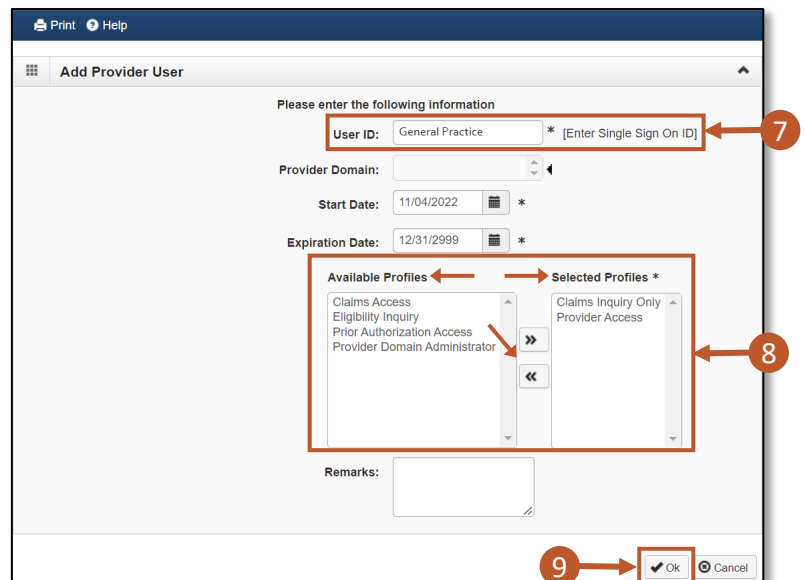 Print Help
Add Provider User
Please enter the following information
User ID: General Practice * [Enter Single Sign On ID] 7
Provider Domain:
Start Date: 11/04/2022 *
Expiration Date: 12/31/2999 *
Available Profiles Selected Profiles *
Claims Access Claims Inquiry Only
Eligibility Inquiry Provider Access
Prior Authorization Access
Provider Domain Administrator
» 
« 8
Remarks:
9 Ok Cancel